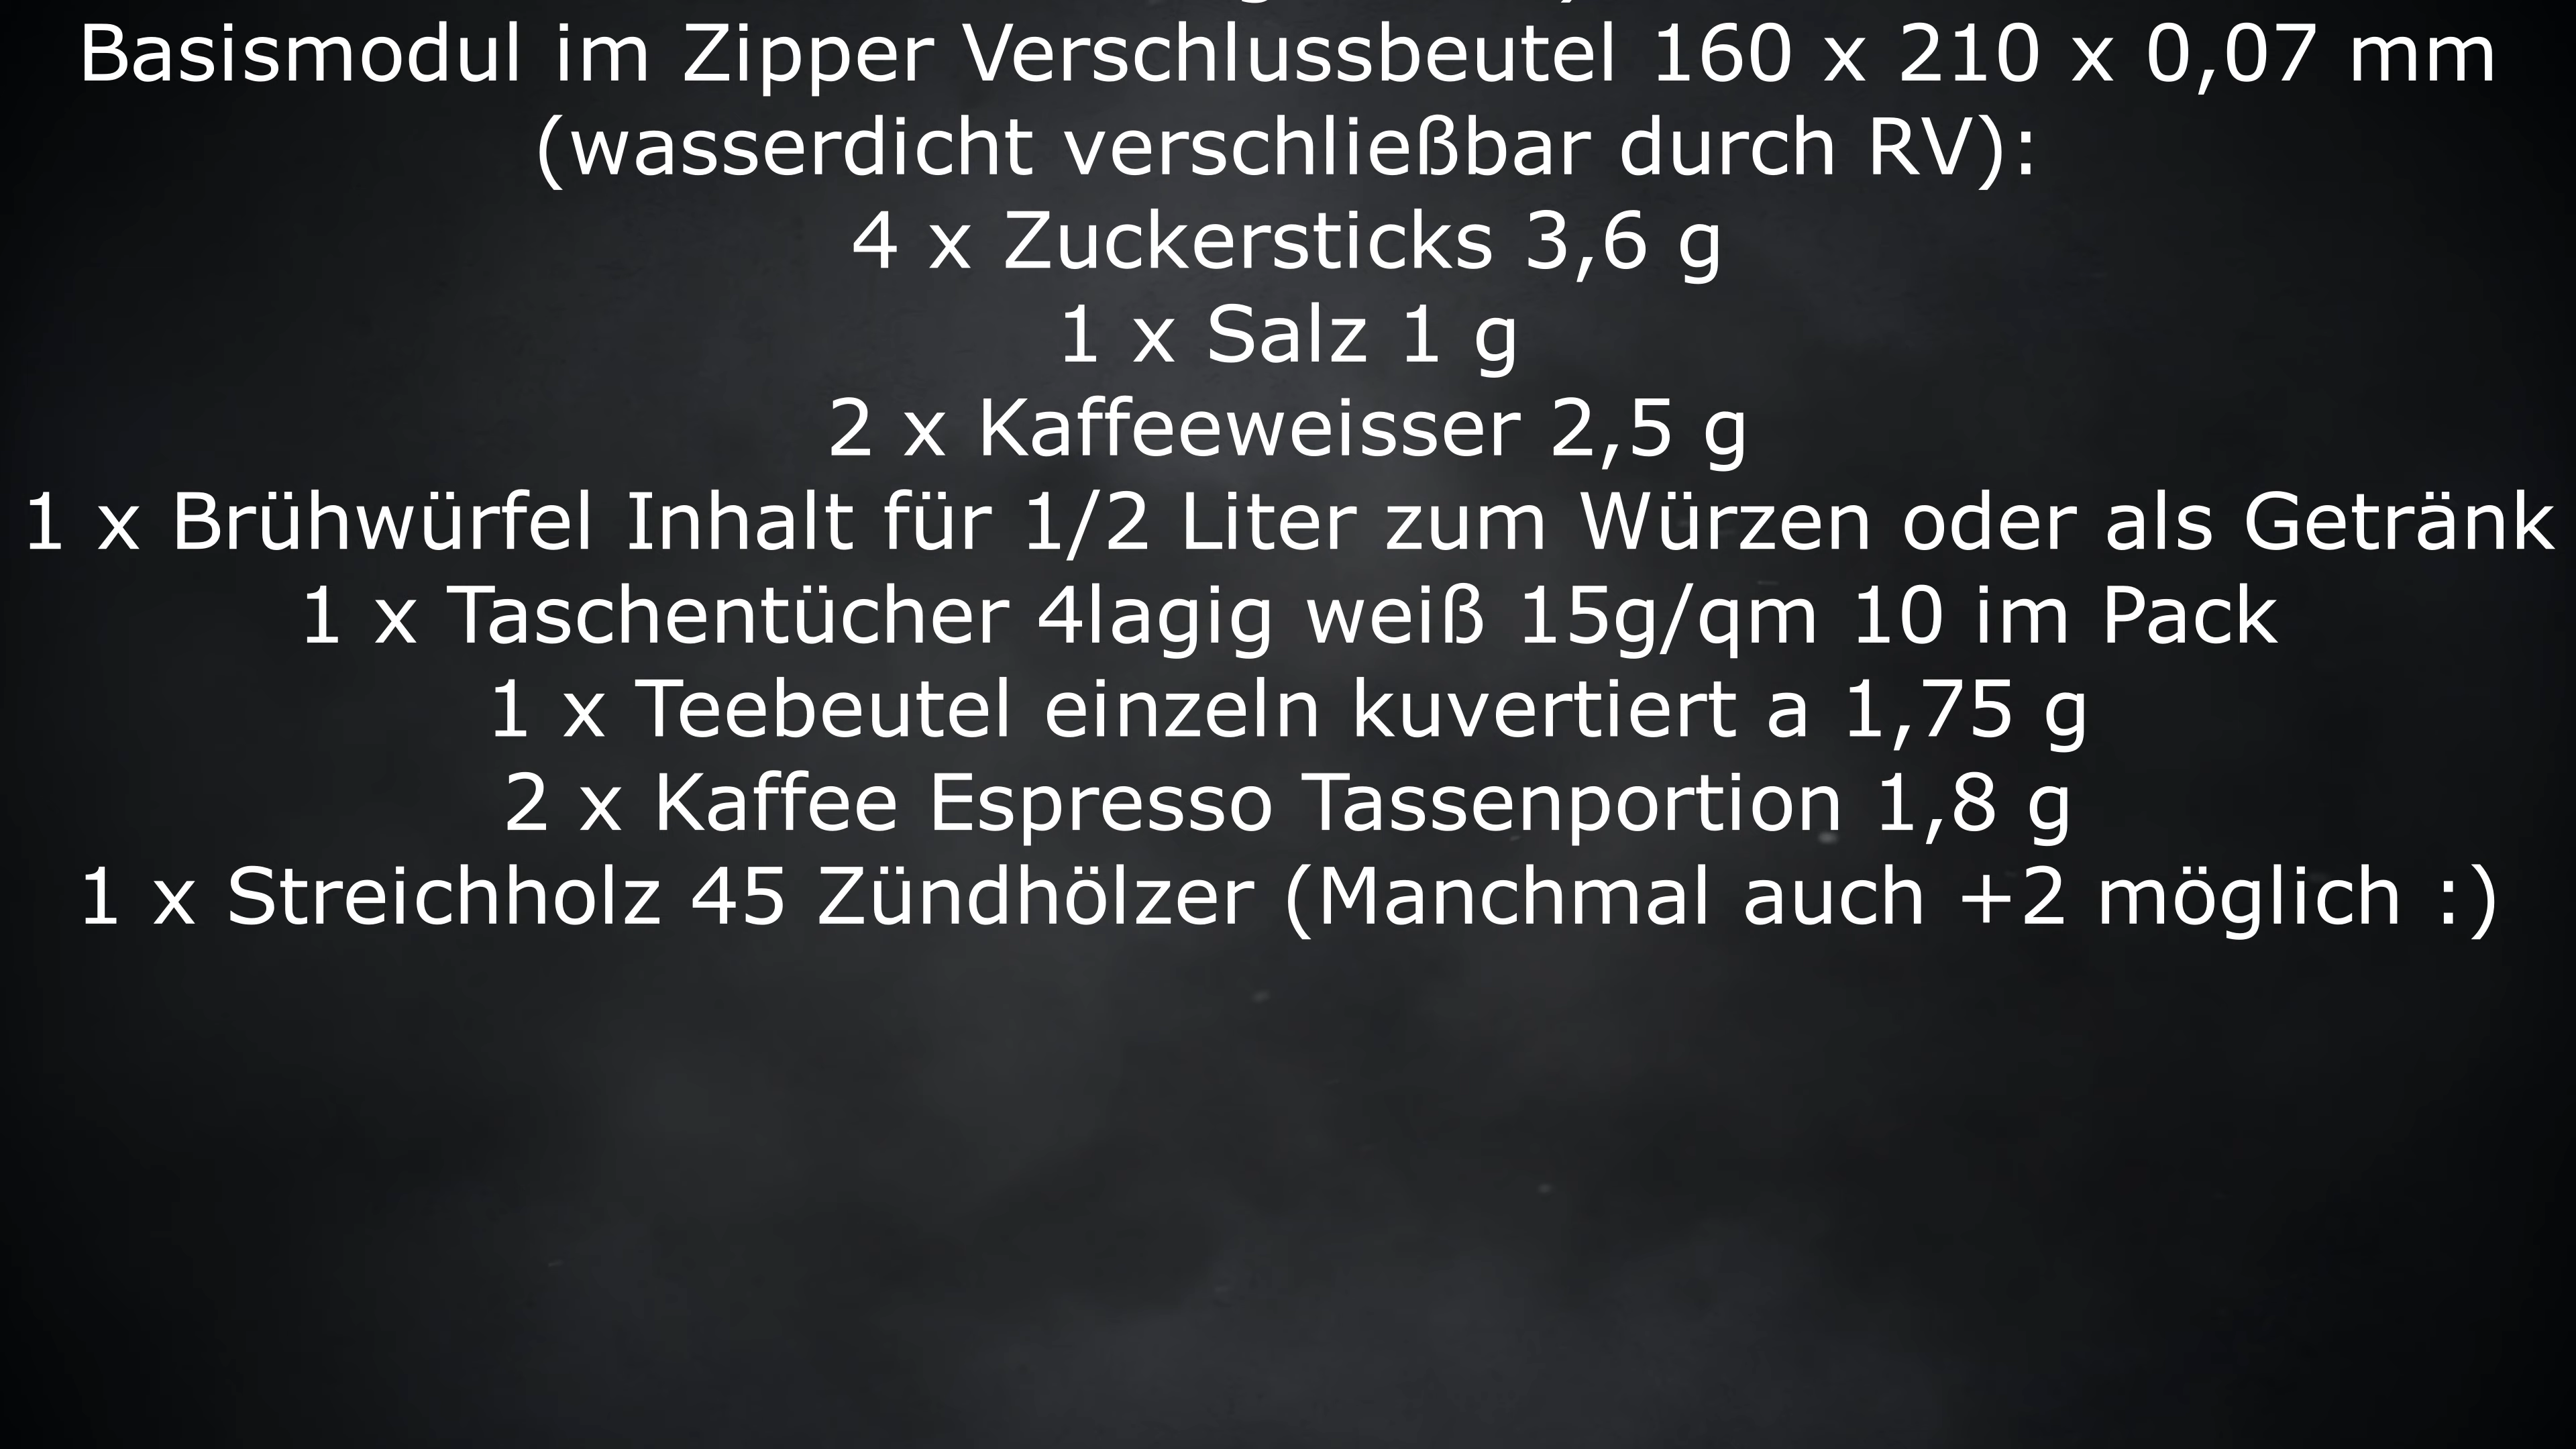 Basismodul im Zipper Verschlussbeutel 160 x 210 x 0,07 mm
(wasserdicht verschließbar durch RV):
4 x Zuckersticks 3,6 g
1 x Salz 1 g
2 x Kaffeeweisser 2,5 g
1 x Brühwürfel Inhalt für 1/2 Liter zum Würzen oder als Getränk
1 x Taschentücher 4lagig weiß 15g/qm 10 im Pack
1 x Teebeutel einzeln kuvertiert a 1,75 g
2 x Kaffee Espresso Tassenportion 1,8 g
1 x Streichholz 45 Zündhölzer (Manchmal auch +2 möglich :)